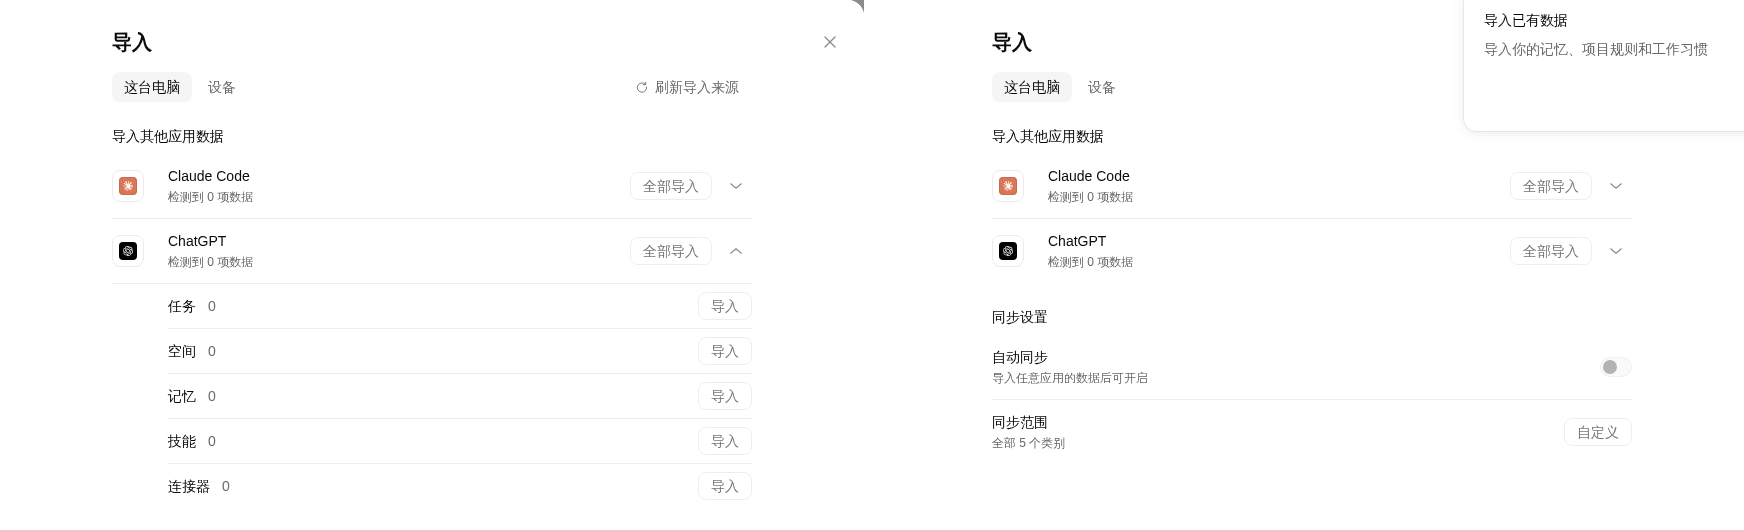 导入
这台电脑 设备 刷新导入来源
导入其他应用数据
Claude Code
检测到 0 项数据
全部导入
ChatGPT
检测到 0 项数据
全部导入
任务 0 导入
空间 0 导入
记忆 0 导入
技能 0 导入
连接器 0 导入
导入
这台电脑 设备
导入已有数据
导入你的记忆、项目规则和工作习惯
导入其他应用数据
Claude Code
检测到 0 项数据
全部导入
ChatGPT
检测到 0 项数据
全部导入
同步设置
自动同步
导入任意应用的数据后可开启
同步范围
全部 5 个类别
自定义